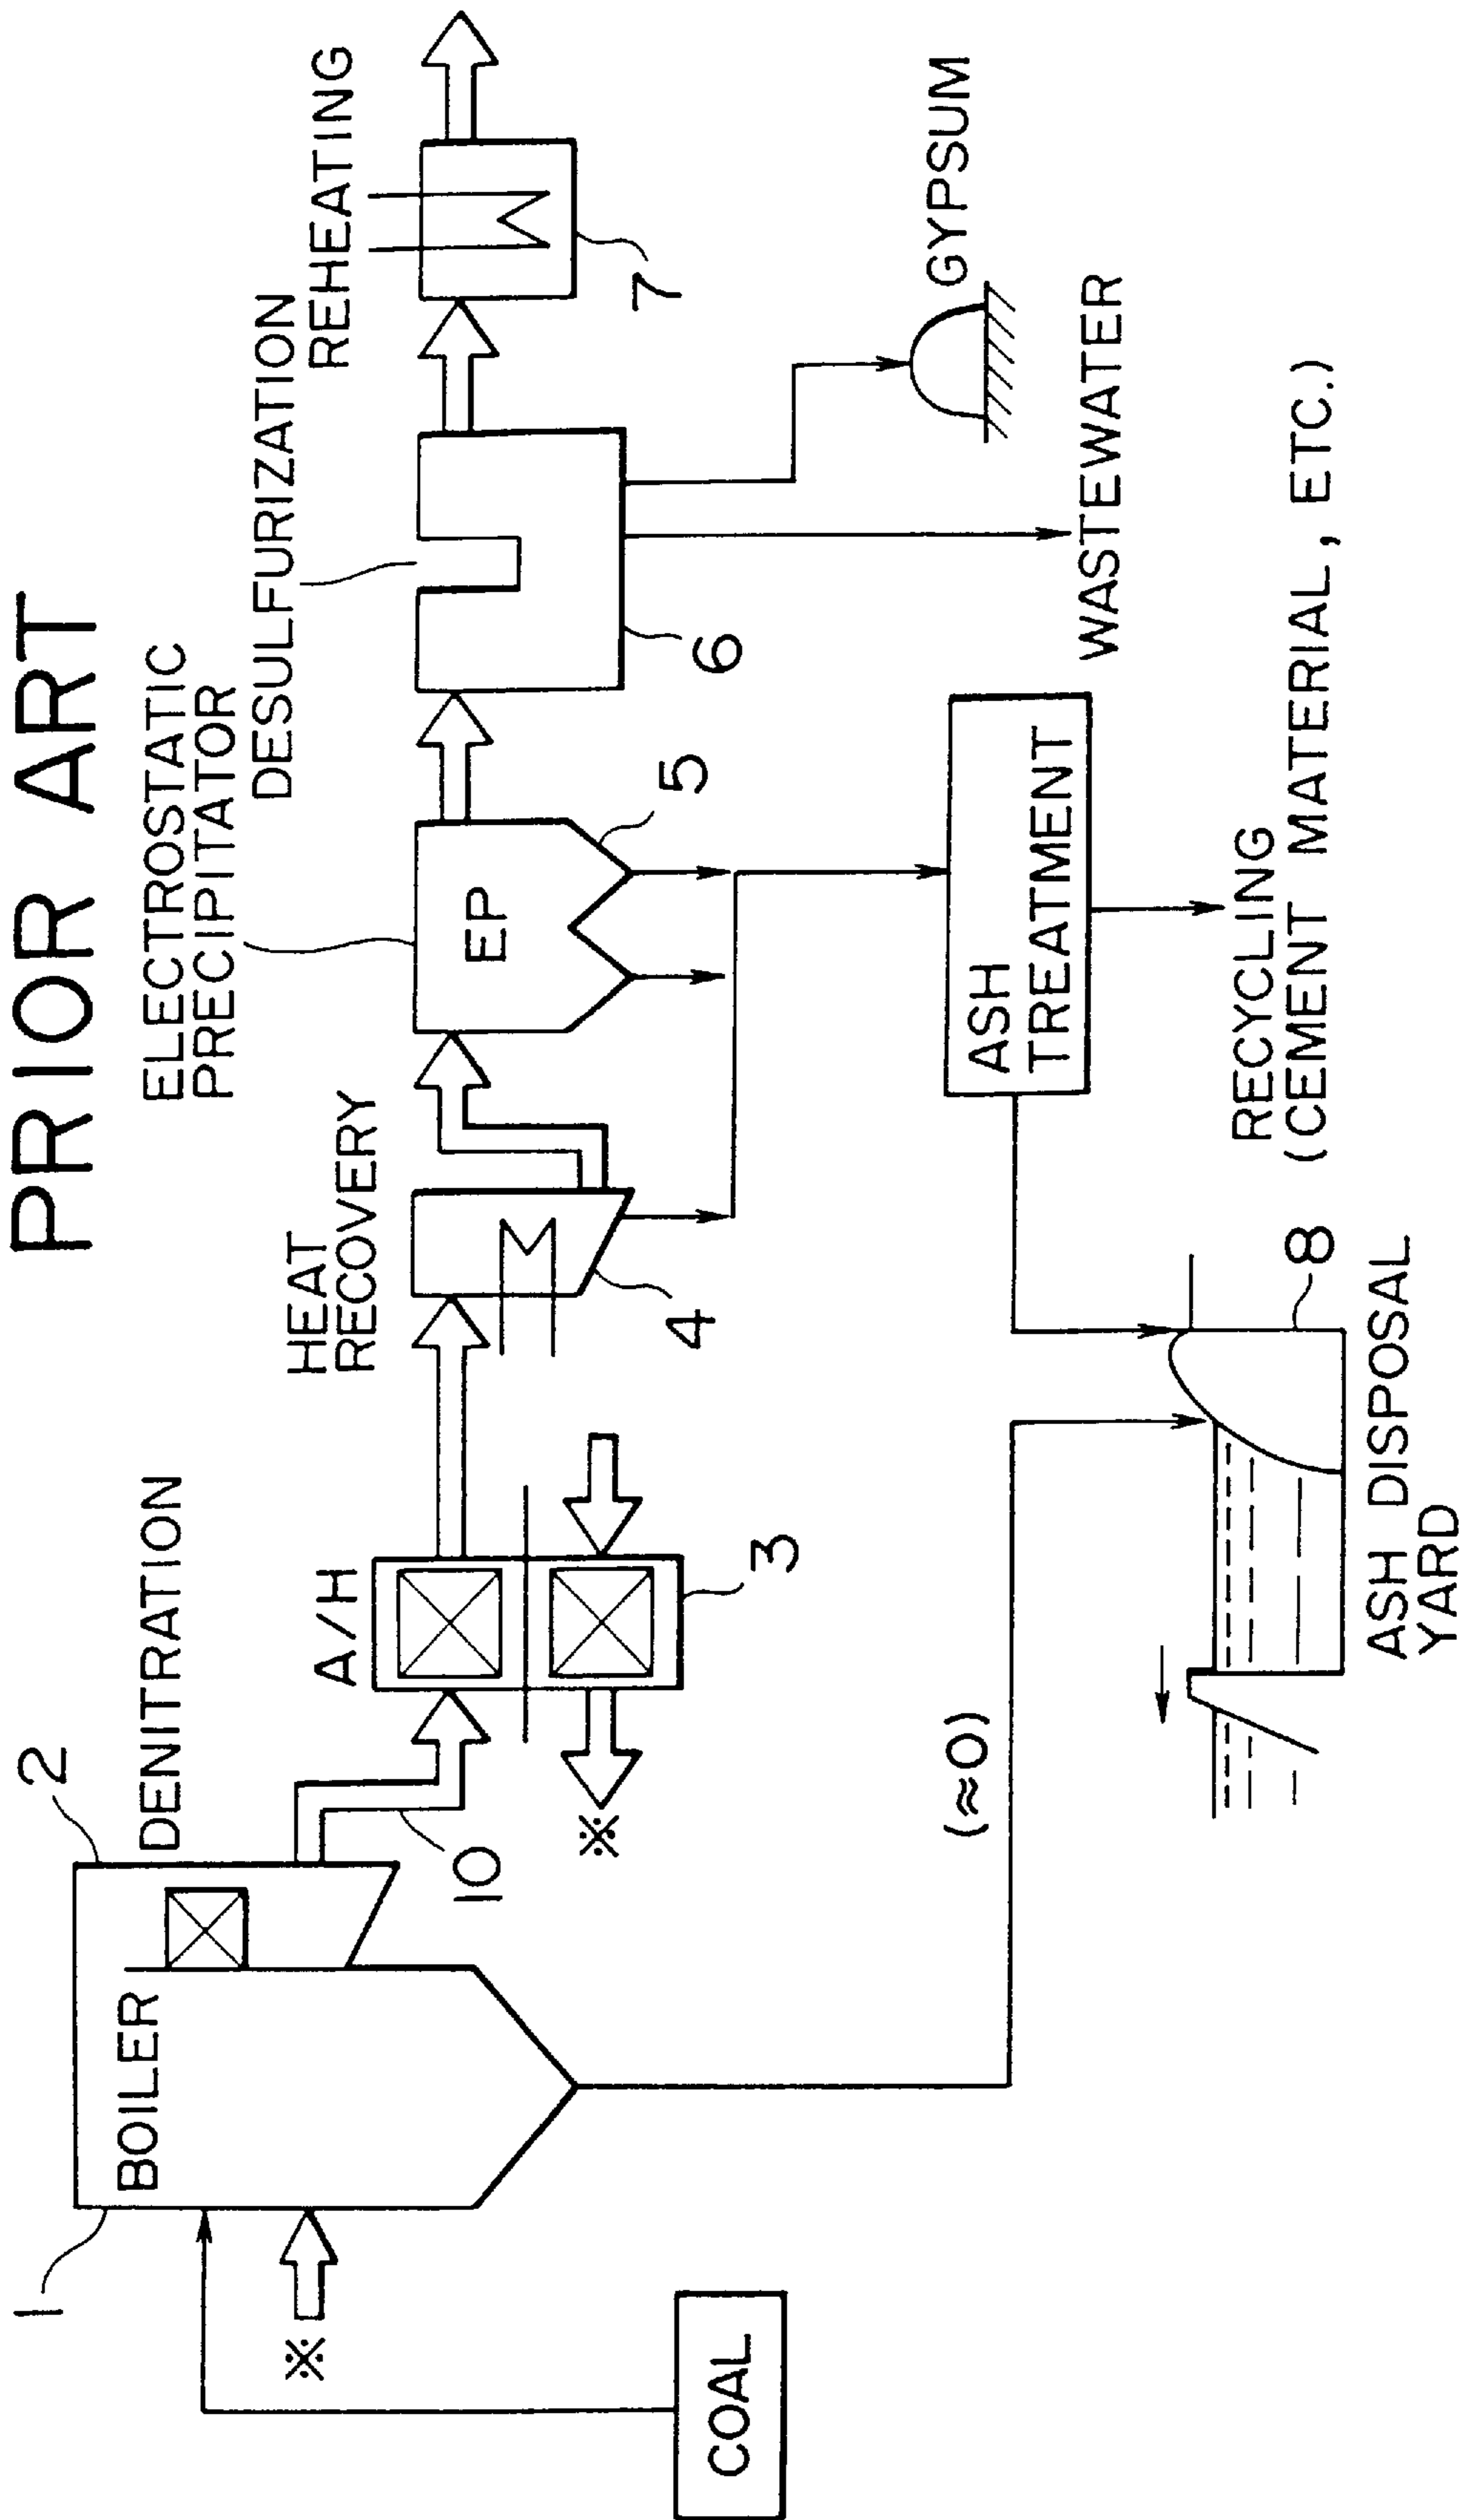 PRIOR ART
1
2
BOILER
DENITRATION
※
COAL
10
A/H
※
3
HEAT
RECOVERY
4
ELECTROSTATIC
PRECIPITATOR
EP
5
DESULFURIZATION
6
REHEATING
7
GYPSUM
WASTEWATER
ASH
TREATMENT
RECYCLING
(CEMENT MATERIAL, ETC.)
(≈0)
8
ASH DISPOSAL
YARD